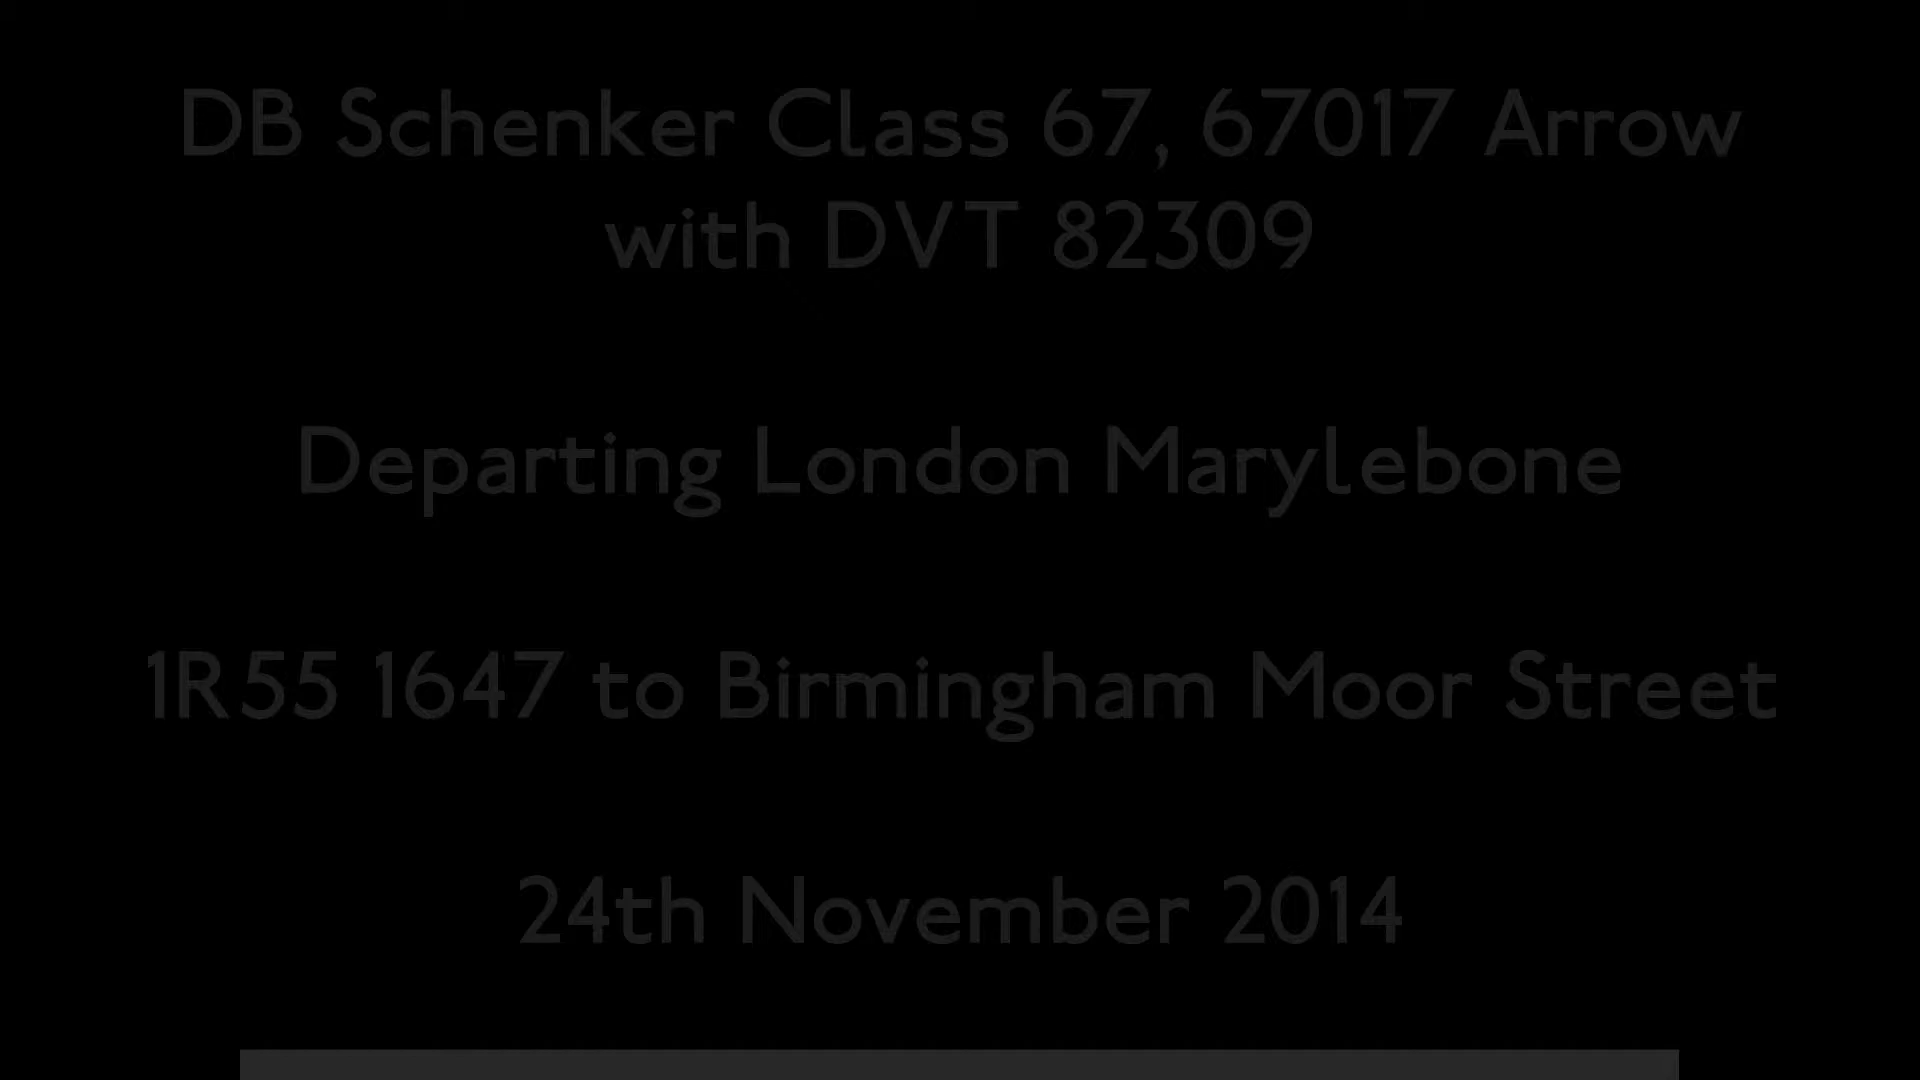 DB Schenker Class 67, 67017 Arrow
with DVT 82309
Departing London Marylebone
1R55 1647 to Birmingham Moor Street
24th November 2014